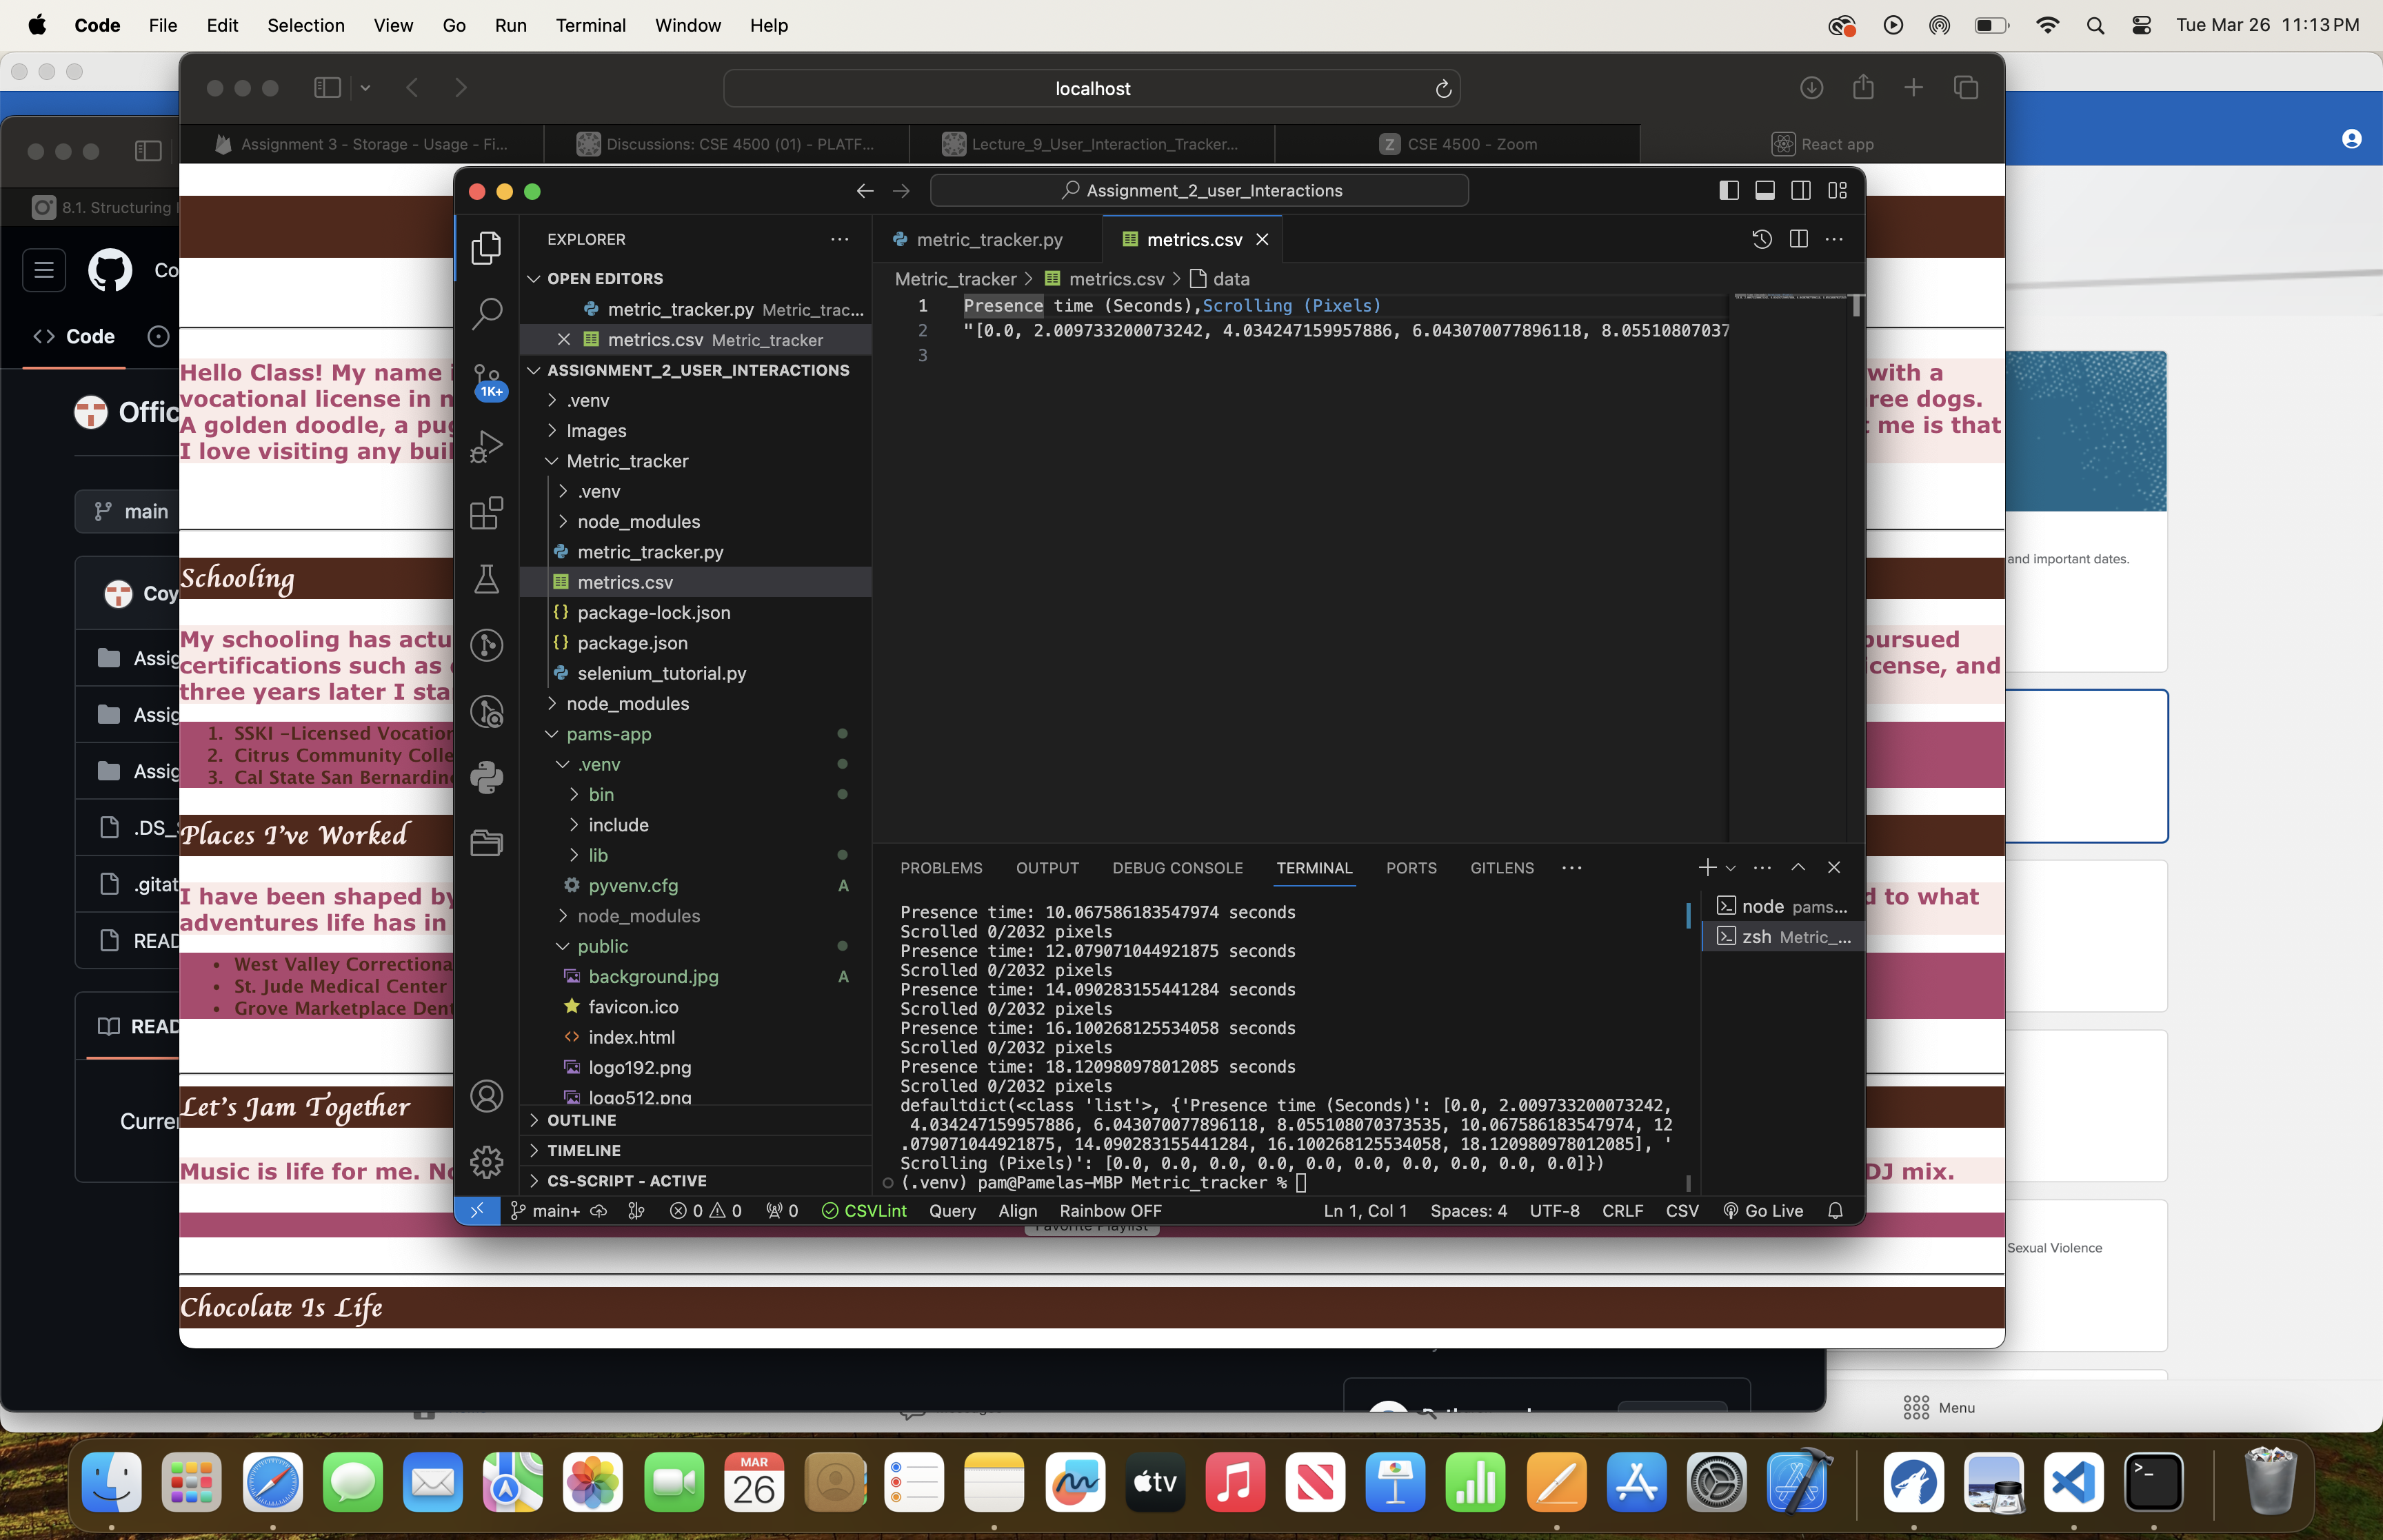 Code File Edit Selection View Go Run Terminal Window Help
Tue Mar 26 11:13 PM
localhost
Assignment 3 - Storage - Usage - Fi...
Discussions: CSE 4500 (01) - PLATF...
Lecture_9_User_Interaction_Tracker...
Z CSE 4500 - Zoom
React app
8.1. Structuring
Co
Code
Offic
main
Coy
Assig
Assig
Assig
.DS_S
.gitat
READ
READ
Curre
Hello Class! My name i
vocational license in n
A golden doodle, a pug
I love visiting any buil
with a
ree dogs.
t me is that
Schooling
My schooling has actu
certifications such as
three years later I sta
pursued
icense, and
1. SSKI -Licensed Vocation
2. Citrus Community Colle
3. Cal State San Bernardin
Places I've Worked
I have been shaped by
adventures life has in
d to what
• West Valley Correctiona
• St. Jude Medical Center
• Grove Marketplace Dent
Let's Jam Together
Music is life for me. No
DJ mix.
Favorite Playlist
Chocolate Is Life
Assignment_2_user_Interactions
EXPLORER
OPEN EDITORS
metric_tracker.py Metric_trac...
metrics.csv Metric_tracker
ASSIGNMENT_2_USER_INTERACTIONS
1K+
.venv
Images
Metric_tracker
.venv
node_modules
metric_tracker.py
metrics.csv
package-lock.json
package.json
selenium_tutorial.py
node_modules
pams-app
.venv
bin
include
lib
pyvenv.cfg A
node_modules
public
background.jpg A
favicon.ico
index.html
logo192.png
logo512.png
OUTLINE
TIMELINE
CS-SCRIPT - ACTIVE
metric_tracker.py
metrics.csv
Metric_tracker > metrics.csv > data
1 Presence time (Seconds),Scrolling (Pixels)
2 "[0.0, 2.009733200073242, 4.034247159957886, 6.043070077896118, 8.05510807037
3
PROBLEMS OUTPUT DEBUG CONSOLE TERMINAL PORTS GITLENS
node pams...
zsh Metric_...
Presence time: 10.067586183547974 seconds
Scrolled 0/2032 pixels
Presence time: 12.079071044921875 seconds
Scrolled 0/2032 pixels
Presence time: 14.090283155441284 seconds
Scrolled 0/2032 pixels
Presence time: 16.100268125534058 seconds
Scrolled 0/2032 pixels
Presence time: 18.120980978012085 seconds
Scrolled 0/2032 pixels
defaultdict(<class 'list'>, {'Presence time (Seconds)': [0.0, 2.009733200073242,
4.034247159957886, 6.043070077896118, 8.055108070373535, 10.067586183547974, 12
.079071044921875, 14.090283155441284, 16.100268125534058, 18.120980978012085], '
Scrolling (Pixels)': [0.0, 0.0, 0.0, 0.0, 0.0, 0.0, 0.0, 0.0, 0.0, 0.0]})
(.venv) pam@Pamelas-MBP Metric_tracker %
main+ 0 0 0 CSVLint Query Align Rainbow OFF Ln 1, Col 1 Spaces: 4 UTF-8 CRLF CSV Go Live
and important dates.
Sexual Violence
Menu
MAR
26
tv